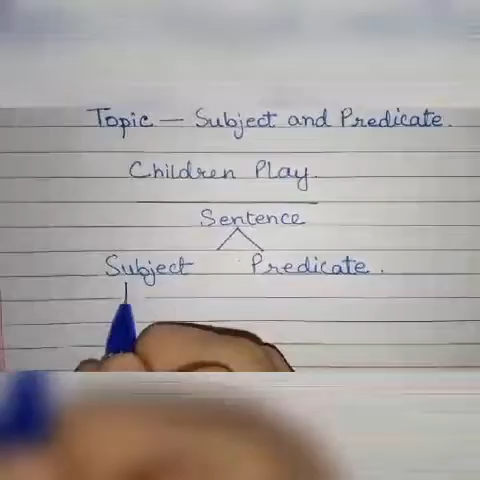 Topic — Subject and Predicate.
Children Play.
Sentence
Subject Predicate.